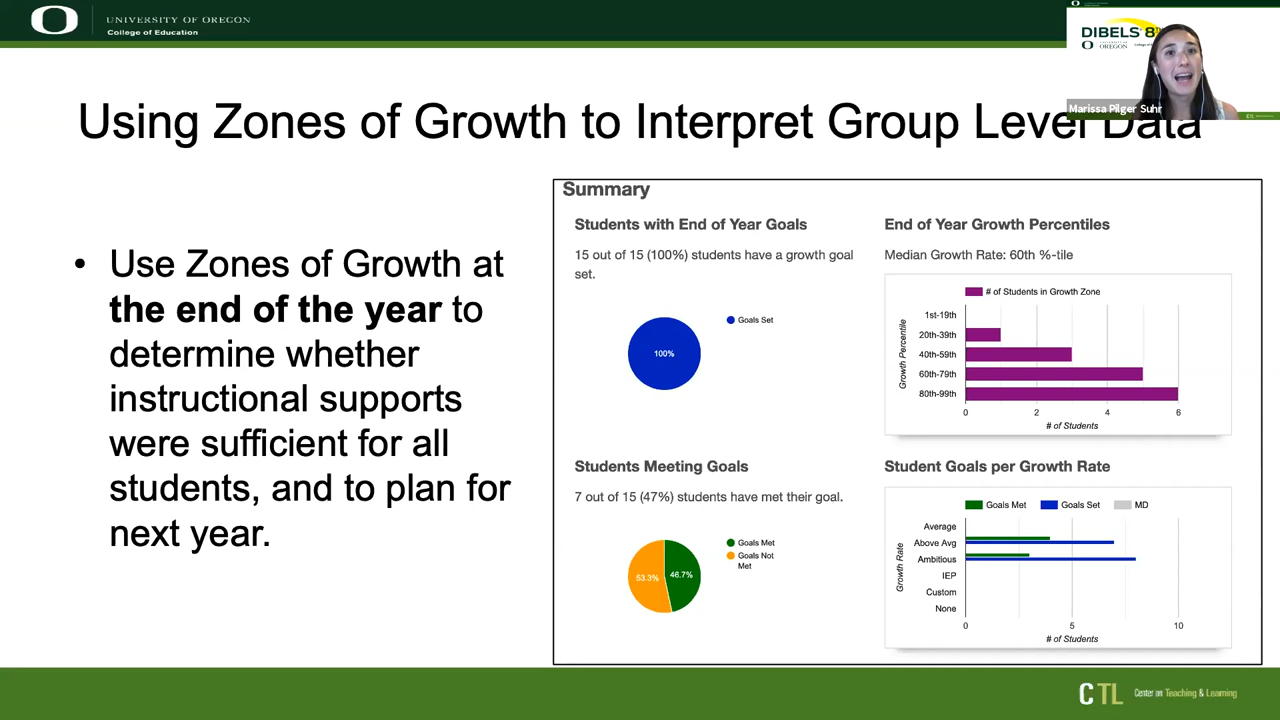 UNIVERSITY OF OREGON
College of Education
DIBELS 8
UNIVERSITY OF
OREGON
Marissa Pilger Suhr
Using Zones of Growth to Interpret Group Level Data
• Use Zones of Growth at
the end of the year to
determine whether
instructional supports
were sufficient for all
students, and to plan for
next year.
Summary
Students with End of Year Goals
15 out of 15 (100%) students have a growth goal
set.
Goals Set
100%
End of Year Growth Percentiles
Median Growth Rate: 60th %-tile
# of Students in Growth Zone
Growth Percentile
1st-19th
20th-39th
40th-59th
60th-79th
80th-99th
0 2 4 6
# of Students
Students Meeting Goals
7 out of 15 (47%) students have met their goal.
Goals Met
Goals Not
Met
53.3% 46.7%
Student Goals per Growth Rate
Goals Met Goals Set MD
Growth Rate
Average
Above Avg
Ambitious
IEP
Custom
None
0 5 10
# of Students
CTL Center on Teaching & Learning